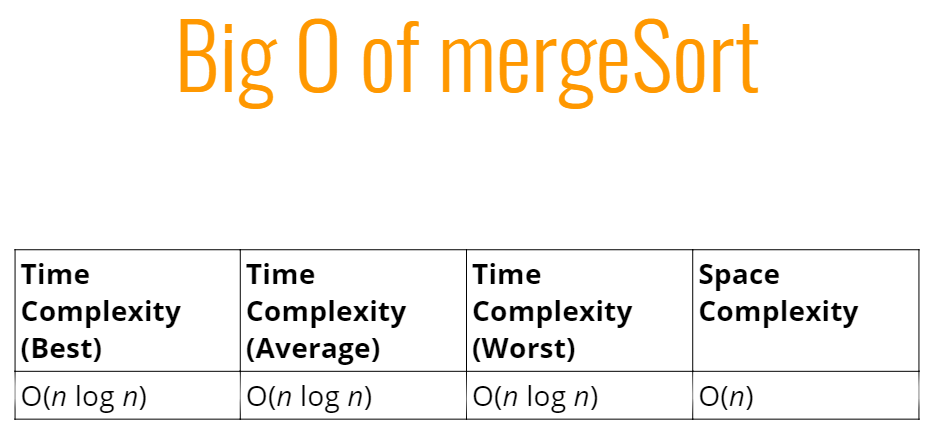 Big O of mergeSort
Time Complexity (Best)
Time Complexity (Average)
Time Complexity (Worst)
Space Complexity
O(n log n)
O(n log n)
O(n log n)
O(n)